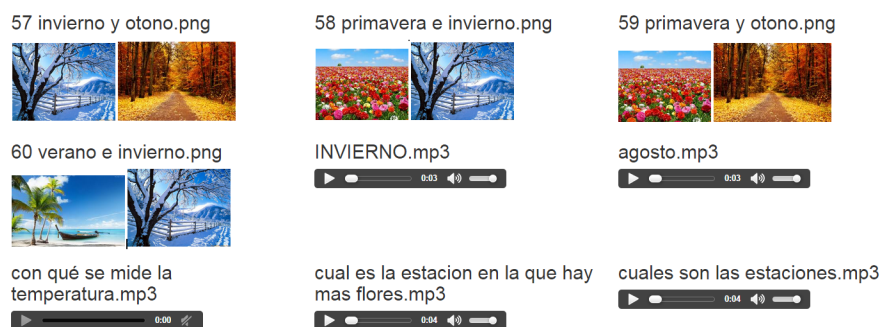 57 invierno y otono.png
58 primavera e invierno.png
59 primavera y otono.png
60 verano e invierno.png
INVIERNO.mp3
0:03
agosto.mp3
0:03
con qué se mide la
temperatura.mp3
0:00
cual es la estacion en la que hay
mas flores.mp3
0:04
cuales son las estaciones.mp3
0:04